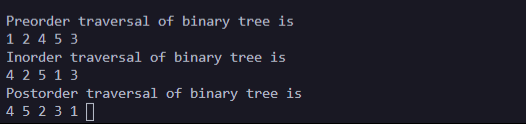 Preorder traversal of binary tree is
1 2 4 5 3
Inorder traversal of binary tree is
4 2 5 1 3
Postorder traversal of binary tree is
4 5 2 3 1